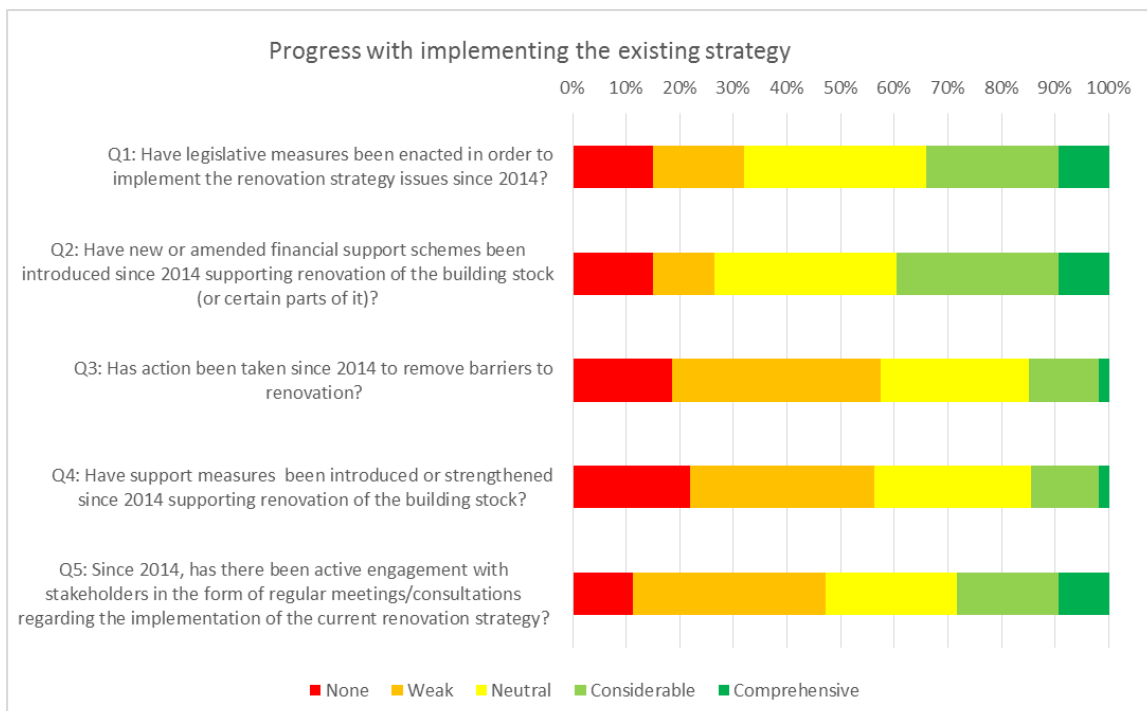 Progress with implementing the existing strategy
0% 10% 20% 30% 40% 50% 60% 70% 80% 90% 100%
Q1: Have legislative measures been enacted in order to
implement the renovation strategy issues since 2014?
Q2: Have new or amended financial support schemes been
introduced since 2014 supporting renovation of the building stock
(or certain parts of it)?
Q3: Has action been taken since 2014 to remove barriers to
renovation?
Q4: Have support measures  been introduced or strengthened
since 2014 supporting renovation of the building stock?
Q5: Since 2014, has there been active engagement with
stakeholders in the form of regular meetings/consultations
regarding the implementation of the current renovation strategy?
None Weak Neutral Considerable Comprehensive